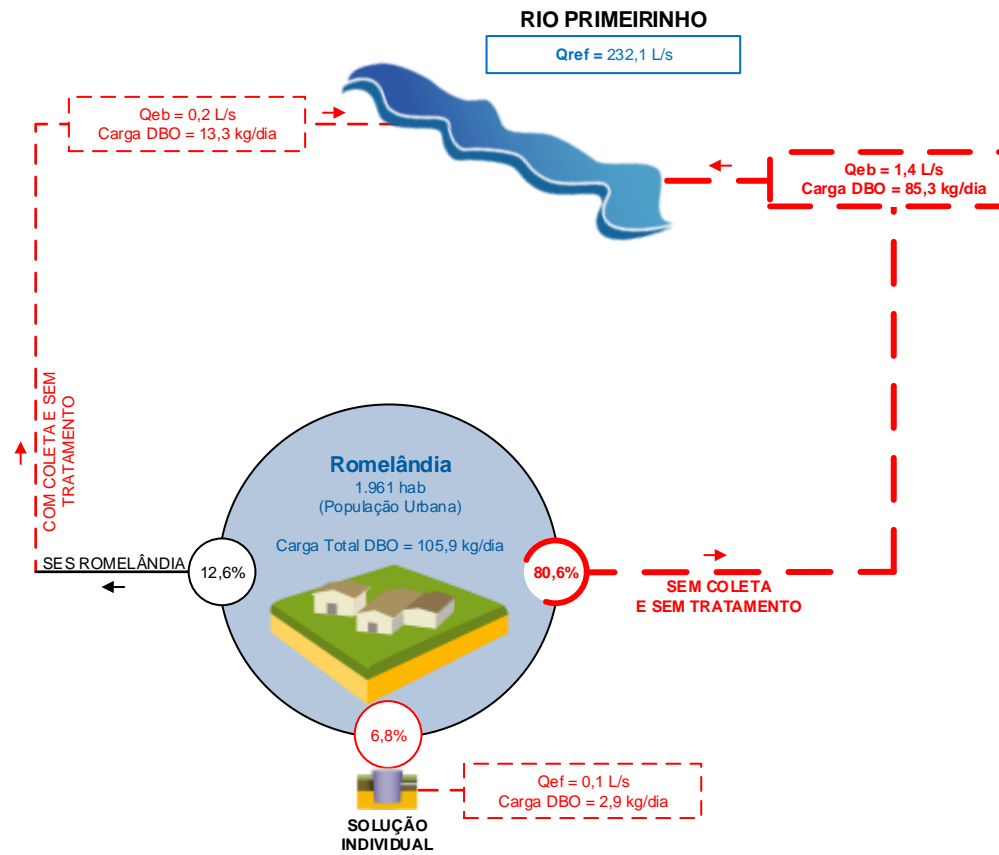 RIO PRIMEIRINHO
Qref = 232,1 L/s
Qeb = 0,2 L/s
Carga DBO = 13,3 kg/dia
Qeb = 1,4 L/s
Carga DBO = 85,3 kg/dia
COM COLETA E SEM
TRATAMENTO
Romelândia
1.961 hab
(População Urbana)
Carga Total DBO = 105,9 kg/dia
SES ROMELÂNDIA
12,6%
80,6%
SEM COLETA
E SEM TRATAMENTO
6,8%
Qef = 0,1 L/s
Carga DBO = 2,9 kg/dia
SOLUÇÃO
INDIVIDUAL